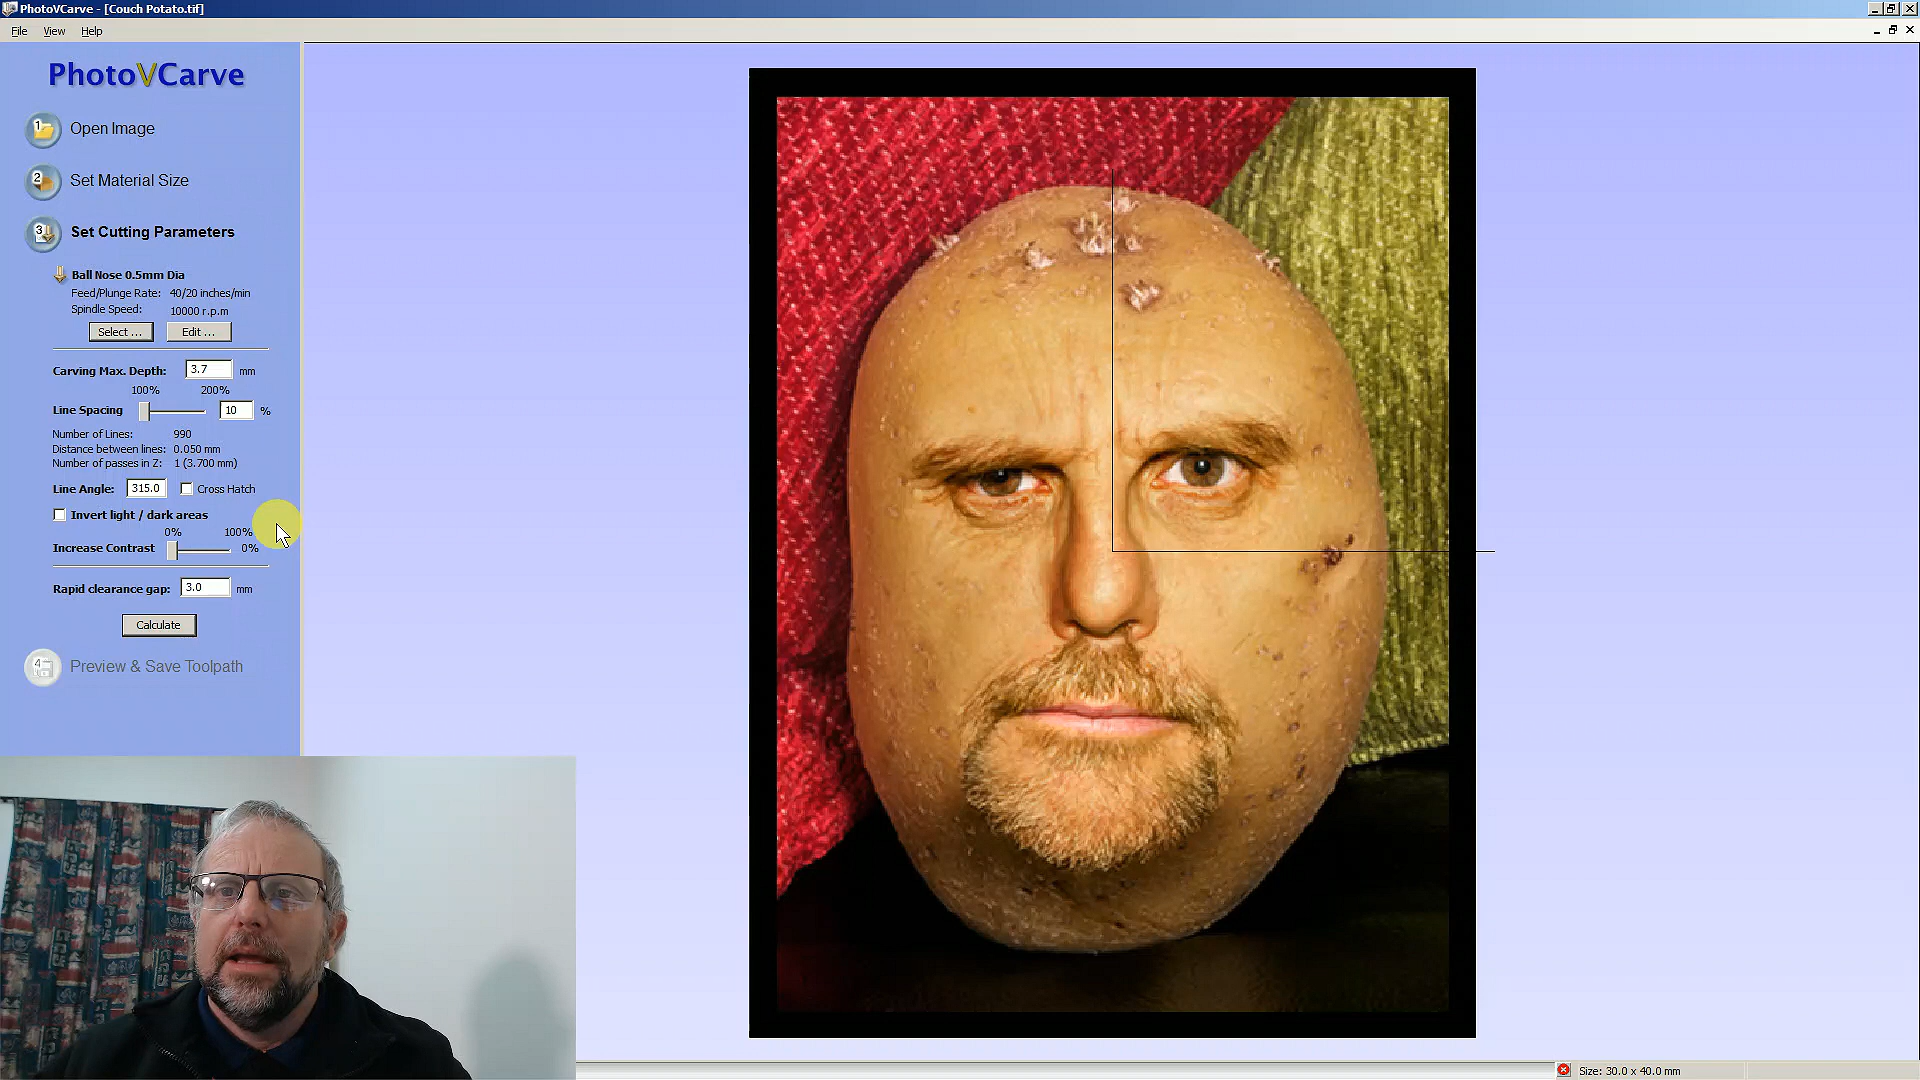 PhotoVCarve - [Couch Potato.tif]
File View Help
PhotoVCarve
1 Open Image
2 Set Material Size
3 Set Cutting Parameters
Ball Nose 0.5mm Dia
Feed/Plunge Rate: 40/20 inches/min
Spindle Speed: 10000 r.p.m
Select ... Edit ...
Carving Max. Depth: 3.7 mm
100% 200%
Line Spacing 10 %
Number of Lines: 990
Distance between lines: 0.050 mm
Number of passes in Z: 1 (3.700 mm)
Line Angle: 315.0 Cross Hatch
Invert light / dark areas
0% 100%
Increase Contrast 0%
Rapid clearance gap: 3.0 mm
Calculate
4 Preview & Save Toolpath
Size: 30.0 x 40.0 mm